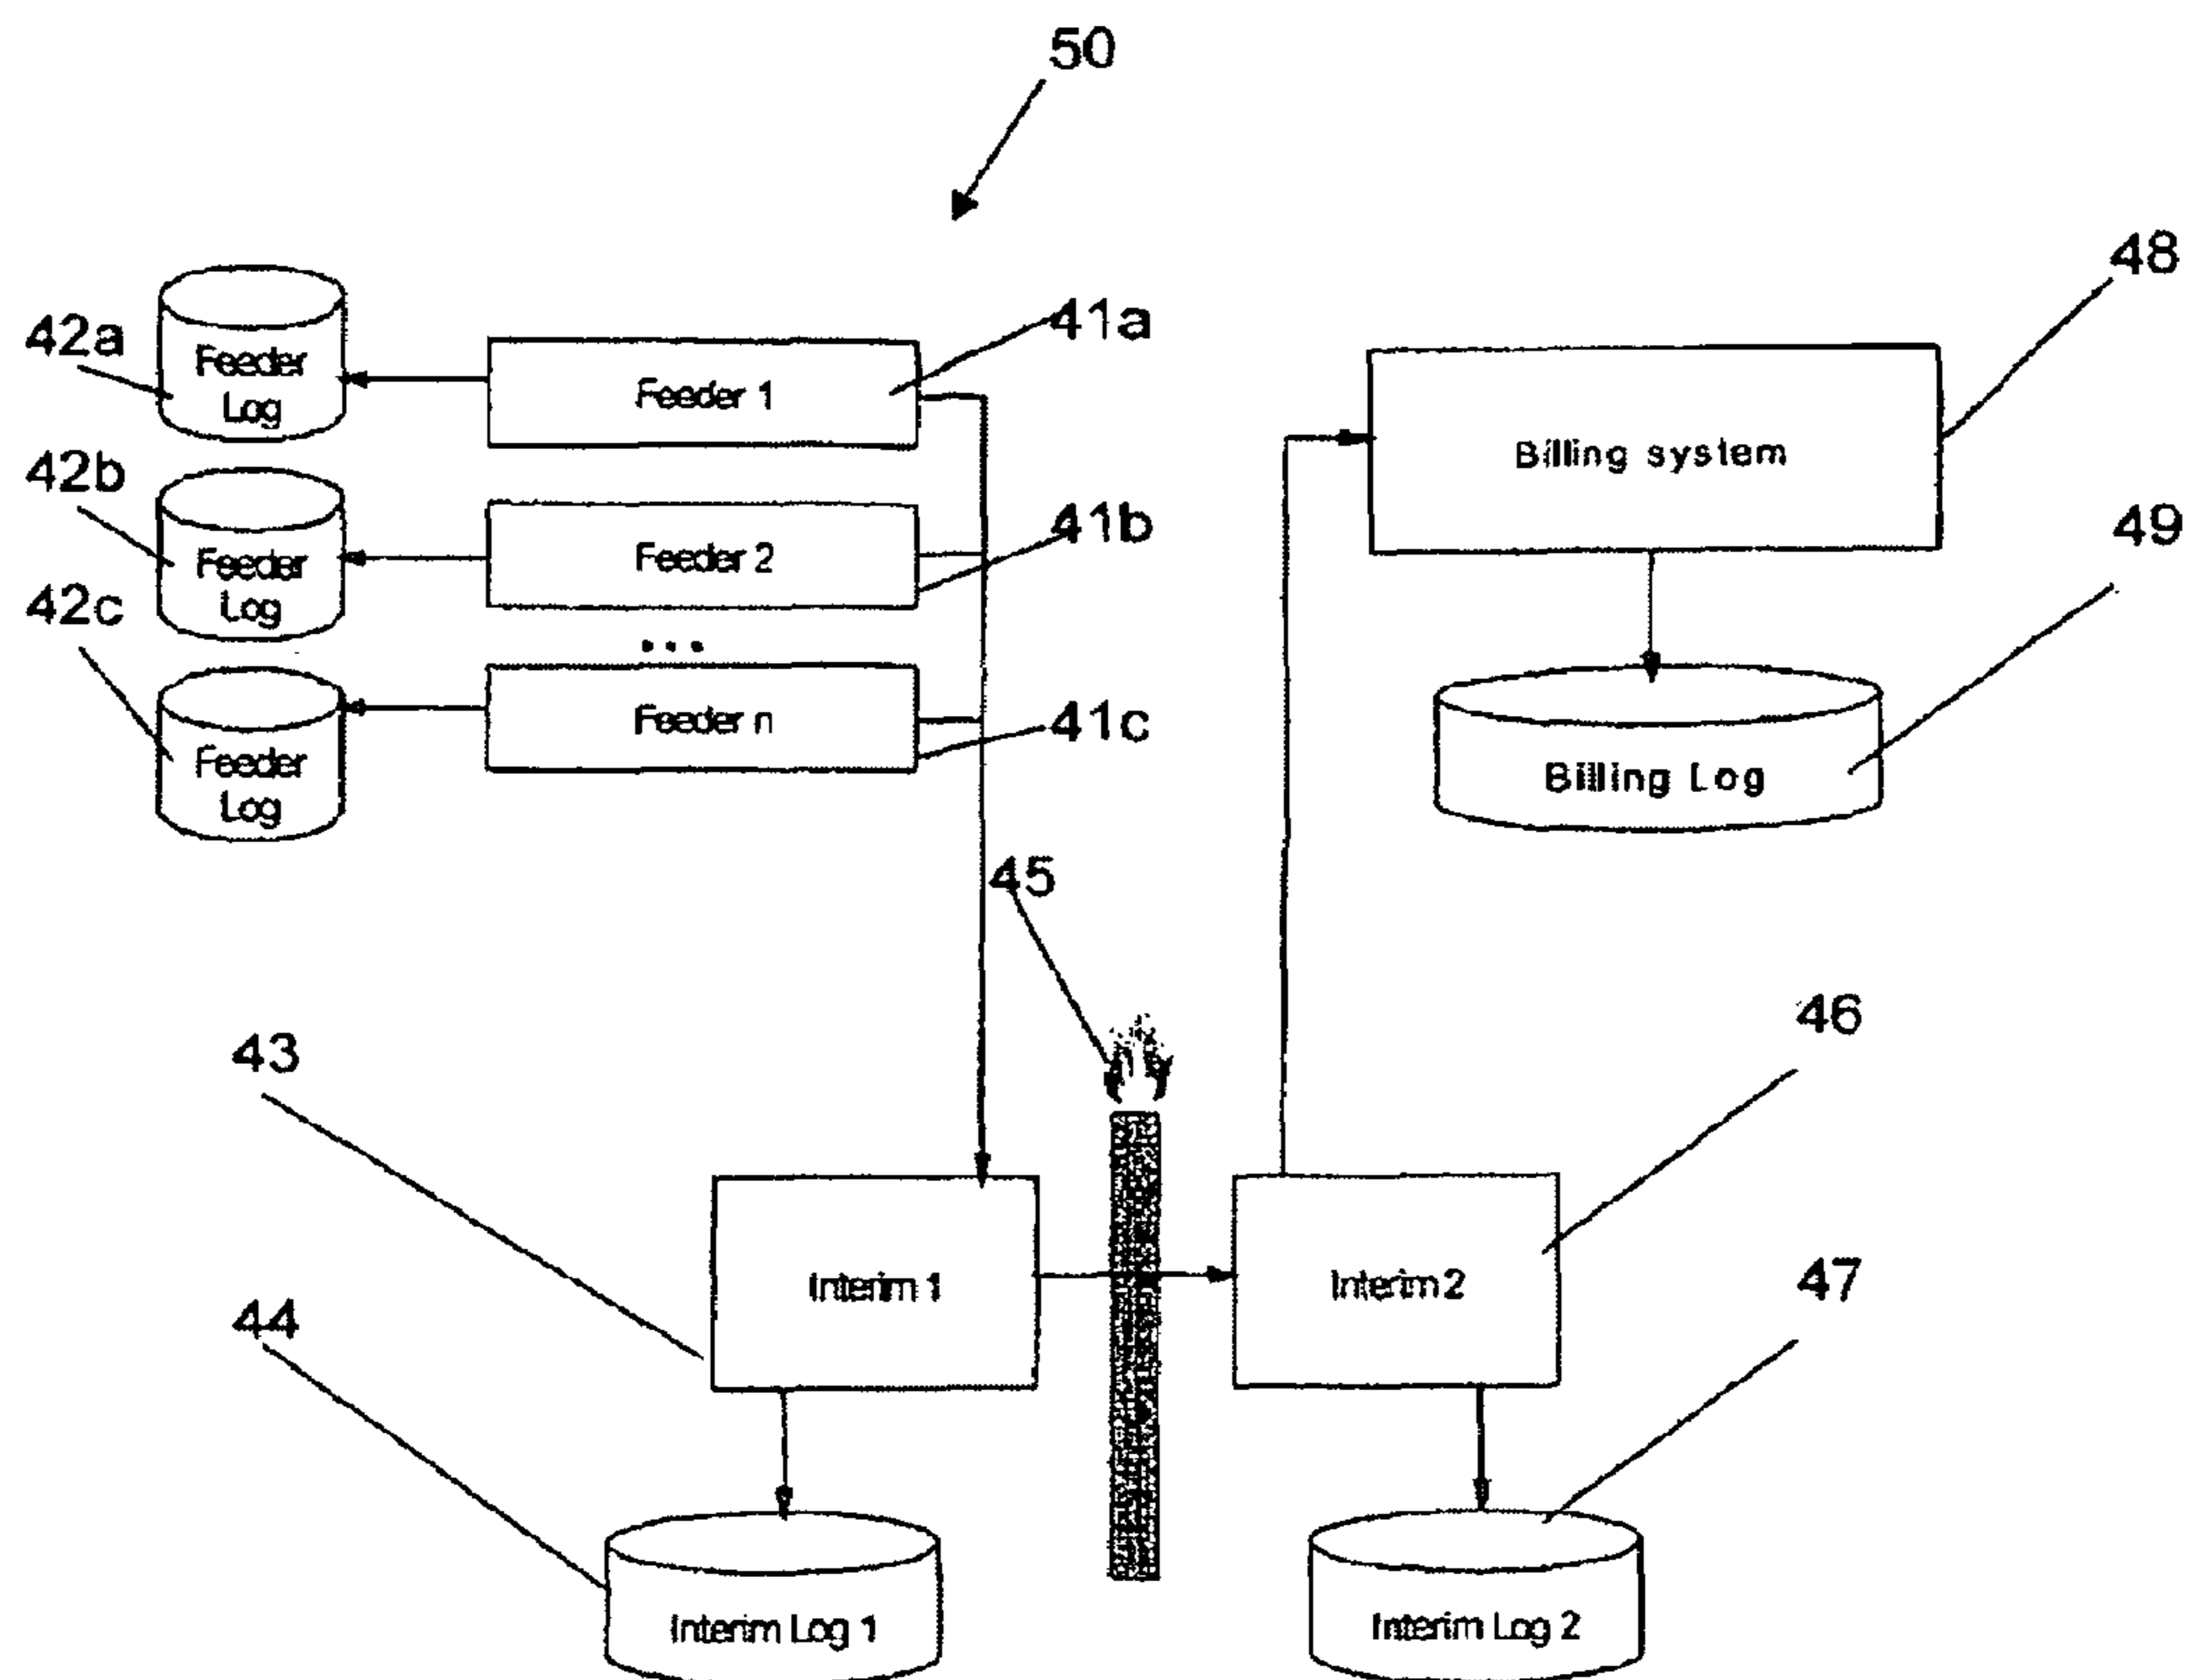 50
48
42a
Feeder
Log
Feeder 1
41a
Billing system
42b
Feeder
Log
Feeder 2
41b
49
...
42c
Feeder
Log
Feeder n
41c
Billing Log
45
46
43
Interim 1
Interim 2
47
44
Interim Log 1
Interim Log 2